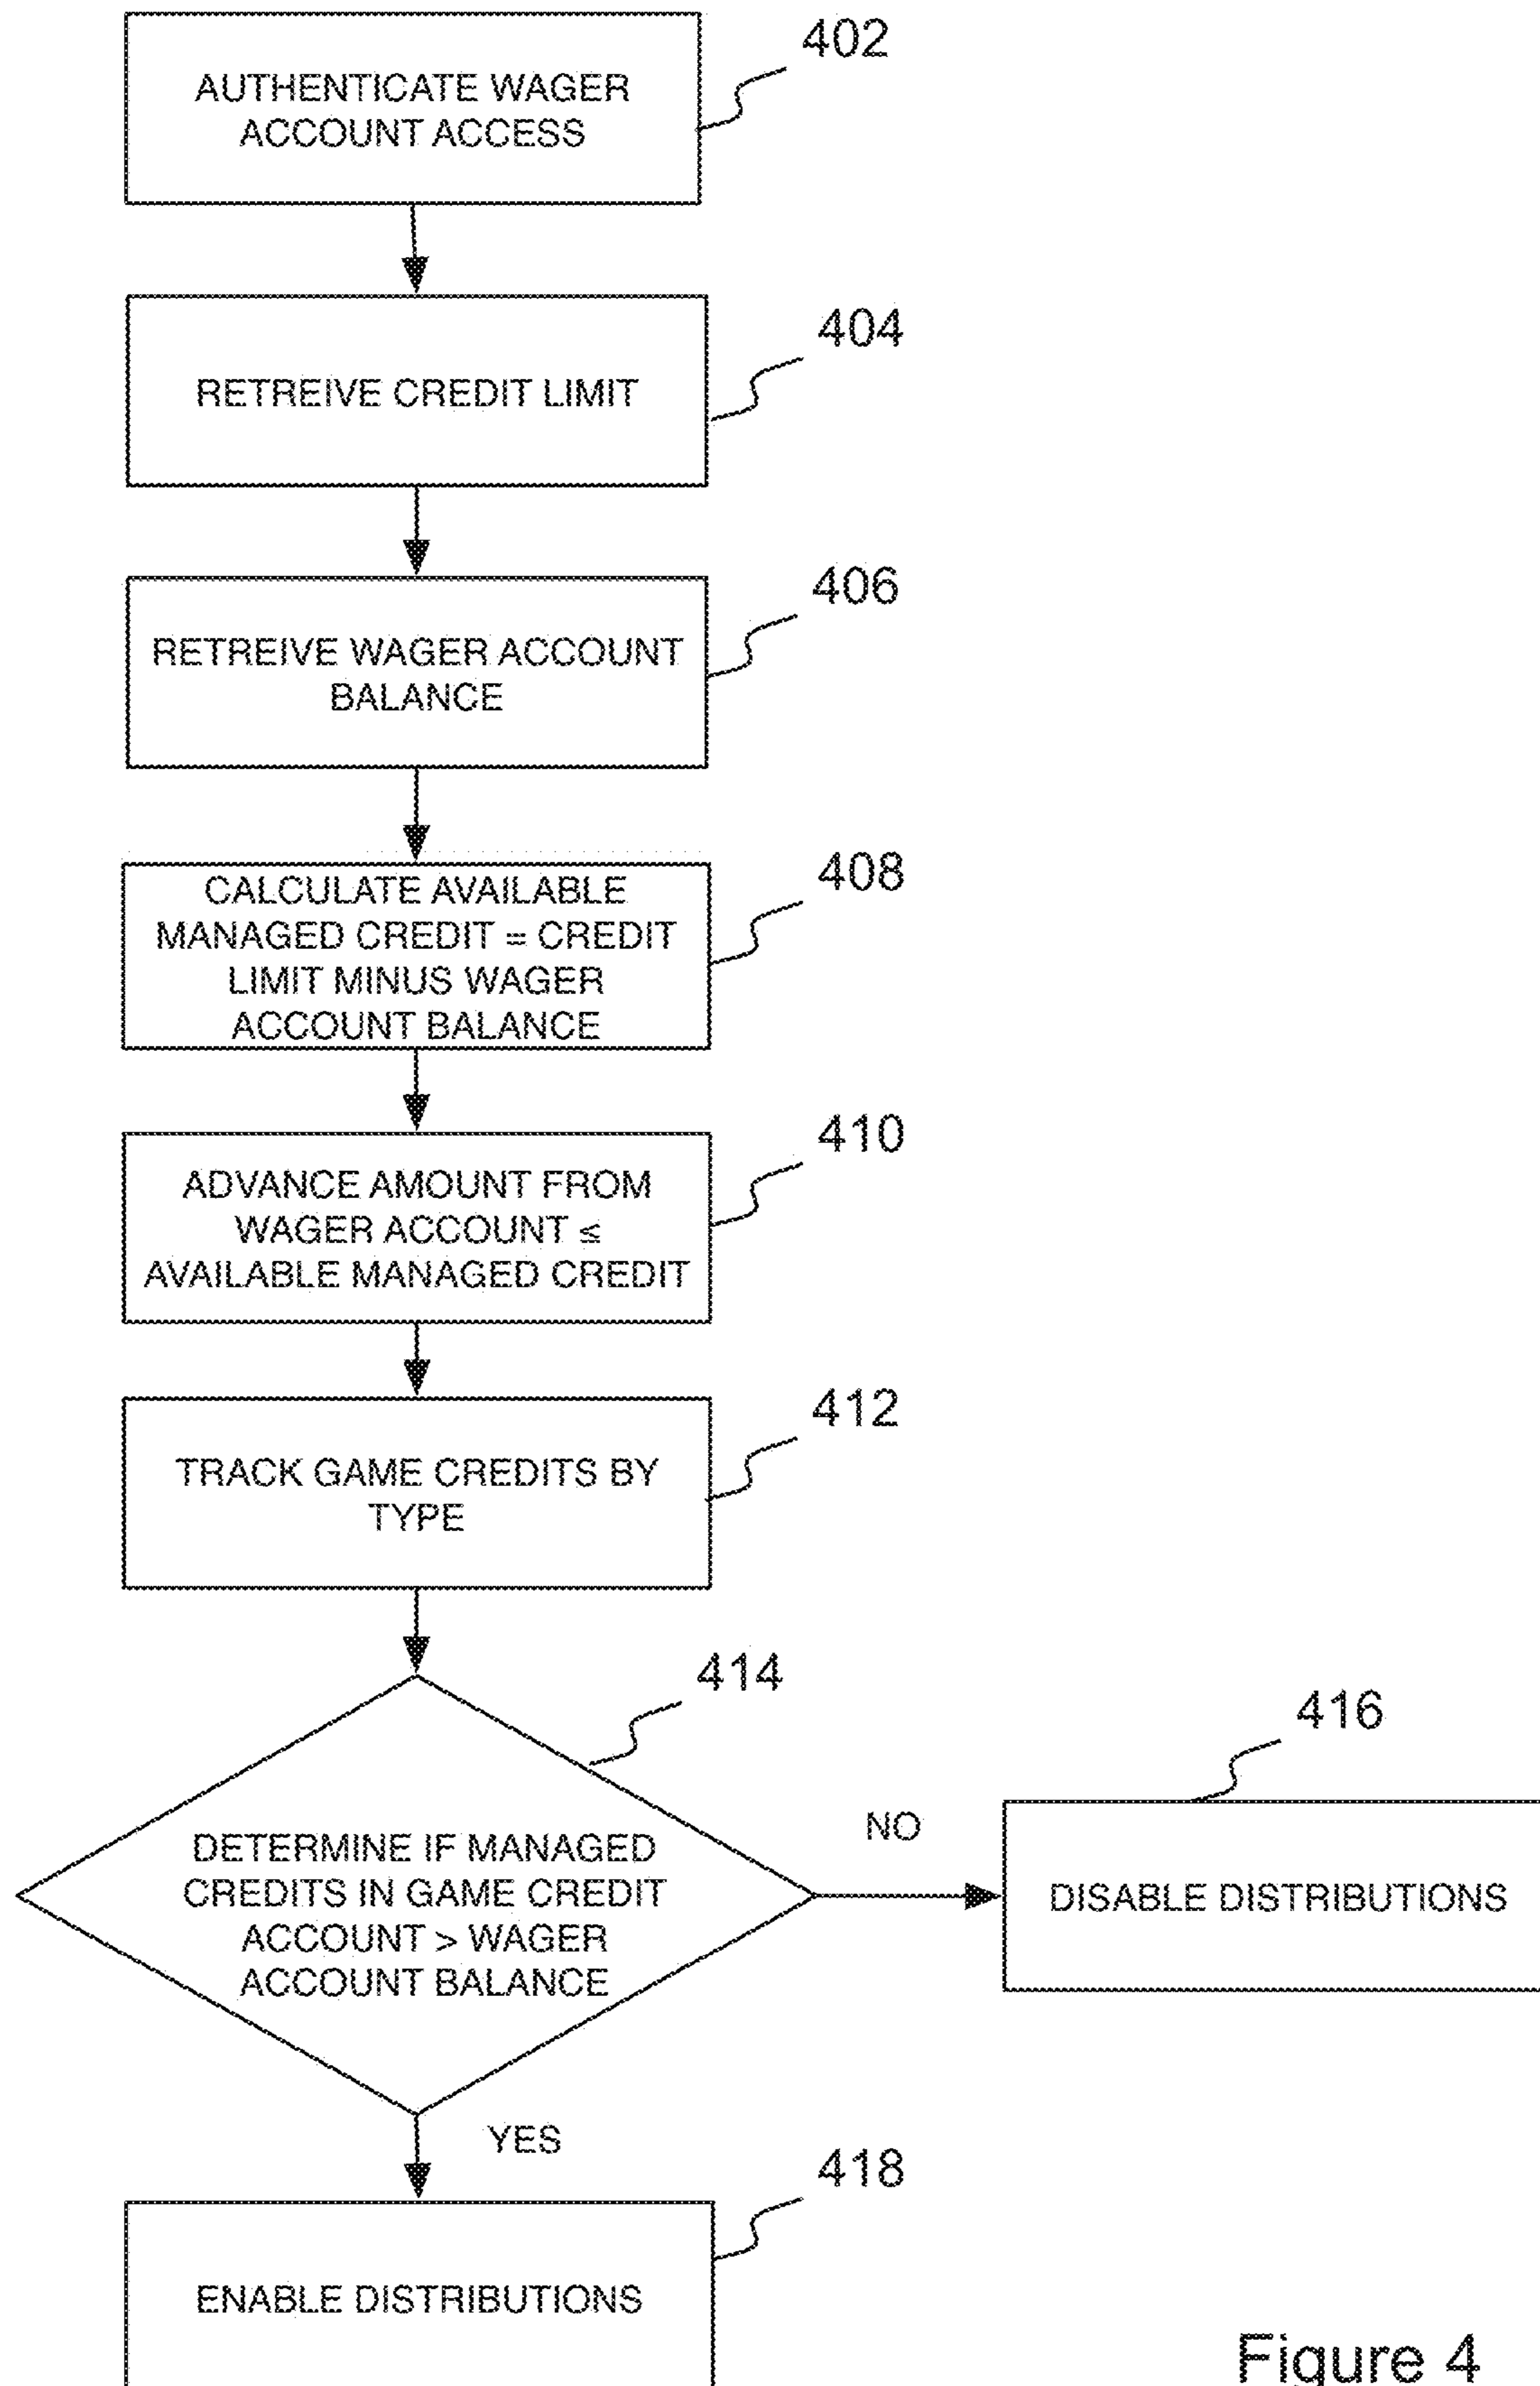 402
AUTHENTICATE WAGER
ACCOUNT ACCESS
404
RETREIVE CREDIT LIMIT
406
RETREIVE WAGER ACCOUNT
BALANCE
408
CALCULATE AVAILABLE
MANAGED CREDIT = CREDIT
LIMIT MINUS WAGER
ACCOUNT BALANCE
410
ADVANCE AMOUNT FROM
WAGER ACCOUNT ≤
AVAILABLE MANAGED CREDIT
412
TRACK GAME CREDITS BY
TYPE
414
DETERMINE IF MANAGED
CREDITS IN GAME CREDIT
ACCOUNT > WAGER
ACCOUNT BALANCE
NO
416
DISABLE DISTRIBUTIONS
YES
418
ENABLE DISTRIBUTIONS
Figure 4